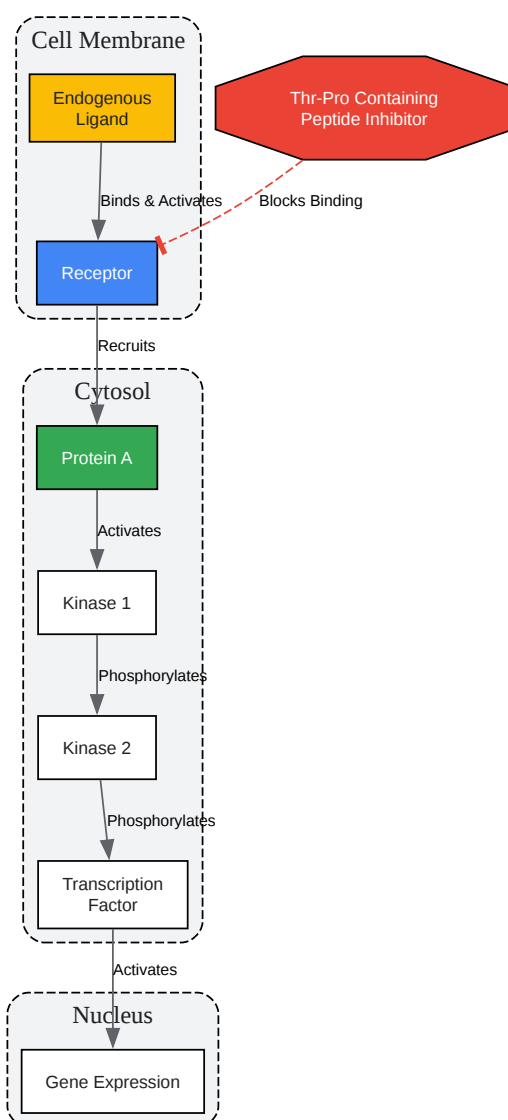 Cell Membrane
Endogenous
Ligand
Thr-Pro Containing
Peptide Inhibitor
Binds & Activates
Blocks Binding
Receptor
Recruits
Cytosol
Protein A
Activates
Kinase 1
Phosphorylates
Kinase 2
Phosphorylates
Transcription
Factor
Activates
Nucleus
Gene Expression